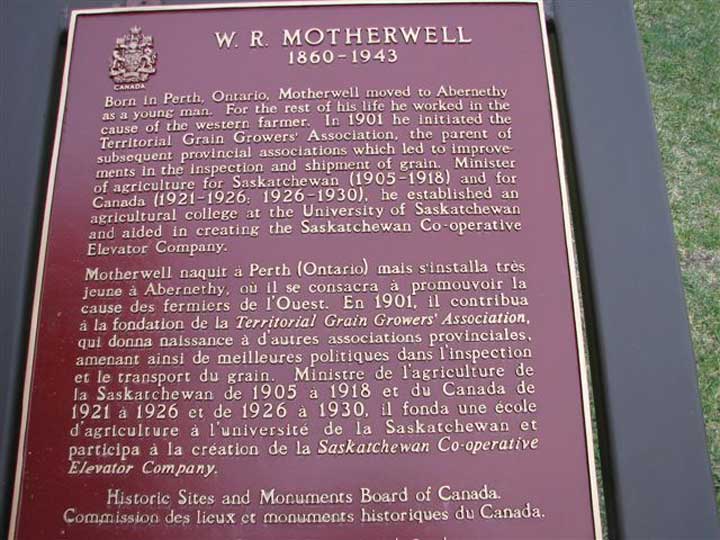 W. R. MOTHERWELL
1860-1943
CANADA
Born in Perth, Ontario, Motherwell moved to Abernethy
as a young man. For the rest of his life he worked in the
cause of the western farmer. In 1901 he initiated the
Territorial Grain Growers' Association, the parent of
subsequent provincial associations which led to improve-
ments in the inspection and shipment of grain. Minister
of agriculture for Saskatchewan (1905-1918) and for
Canada (1921-1926; 1926-1930), he established an
agricultural college at the University of Saskatchewan
and aided in creating the Saskatchewan Co-operative
Elevator Company.
Motherwell naquit à Perth (Ontario) mais s'installa très
jeune à Abernethy, où il se consacra à promouvoir la
cause des fermiers de l'Ouest. En 1901, il contribua
à la fondation de la Territorial Grain Growers' Association,
qui donna naissance à d'autres associations provinciales,
amenant ainsi de meilleures politiques dans l'inspection
et le transport du grain. Ministre de l'agriculture de
la Saskatchewan de 1905 à 1918 et du Canada de
1921 à 1926 et de 1926 à 1930, il fonda une école
d'agriculture à l'université de la Saskatchewan et
participa à la création de la Saskatchewan Co-operative
Elevator Company.
Historic Sites and Monuments Board of Canada.
Commission des lieux et monuments historiques du Canada.